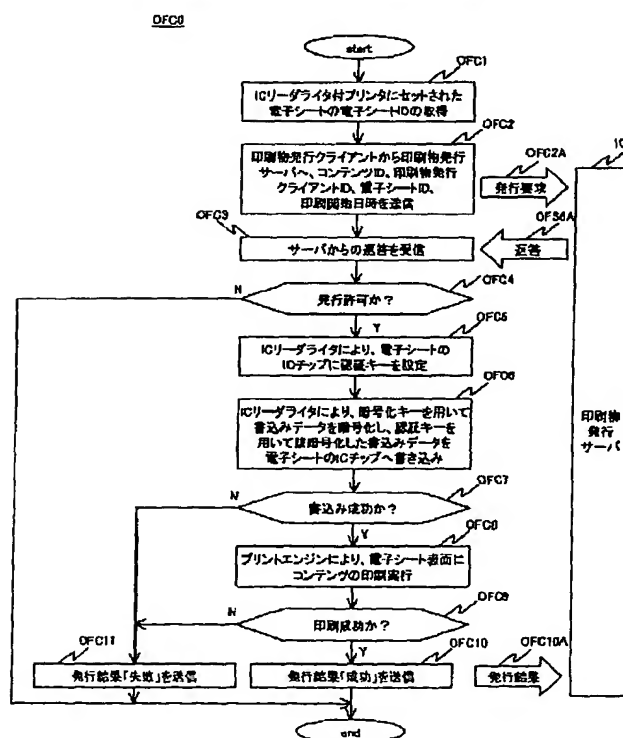 OFC0
start
OFC1
ICリーダライタ付プリンタにセットされた
電子シートの電子シートIDの取得
OFC2
印刷物発行クライアントから印刷物発行
サーバへ、コンテンツID、印刷物発行
クライアントID、電子シートID、
印刷開始日時を送信
OFC2A
発行要求
OFC3
サーバからの返答を受信
OFS6A
返答
OFC4
発行許可か？
N
Y
OFC5
ICリーダライタにより、電子シートの
ICチップに認証キーを設定
OFC6
ICリーダライタにより、暗号化キーを用いて
書込みデータを暗号化し、認証キーを
用いて該暗号化した書込みデータを
電子シートのICチップへ書き込み
OFC7
書込み成功か？
N
Y
OFC8
プリントエンジンにより、電子シート表面に
コンテンツの印刷実行
OFC9
印刷成功か？
N
Y
OFC11
発行結果「失敗」を送信
OFC10
発行結果「成功」を送信
OFC10A
発行結果
end
印刷物
発行
サーバ